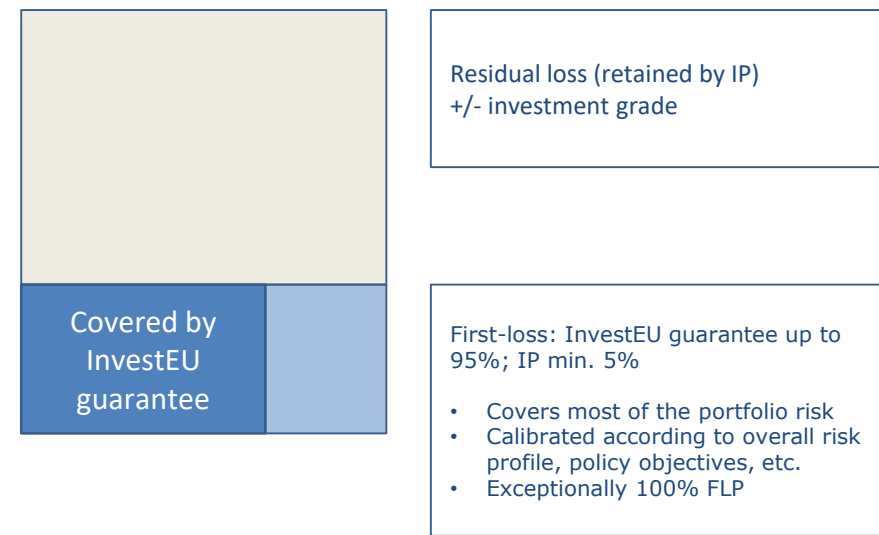 Residual loss (retained by IP)
+/- investment grade
Covered by
InvestEU
guarantee
First-loss: InvestEU guarantee up to
95%; IP min. 5%
• Covers most of the portfolio risk
• Calibrated according to overall risk
profile, policy objectives, etc.
• Exceptionally 100% FLP